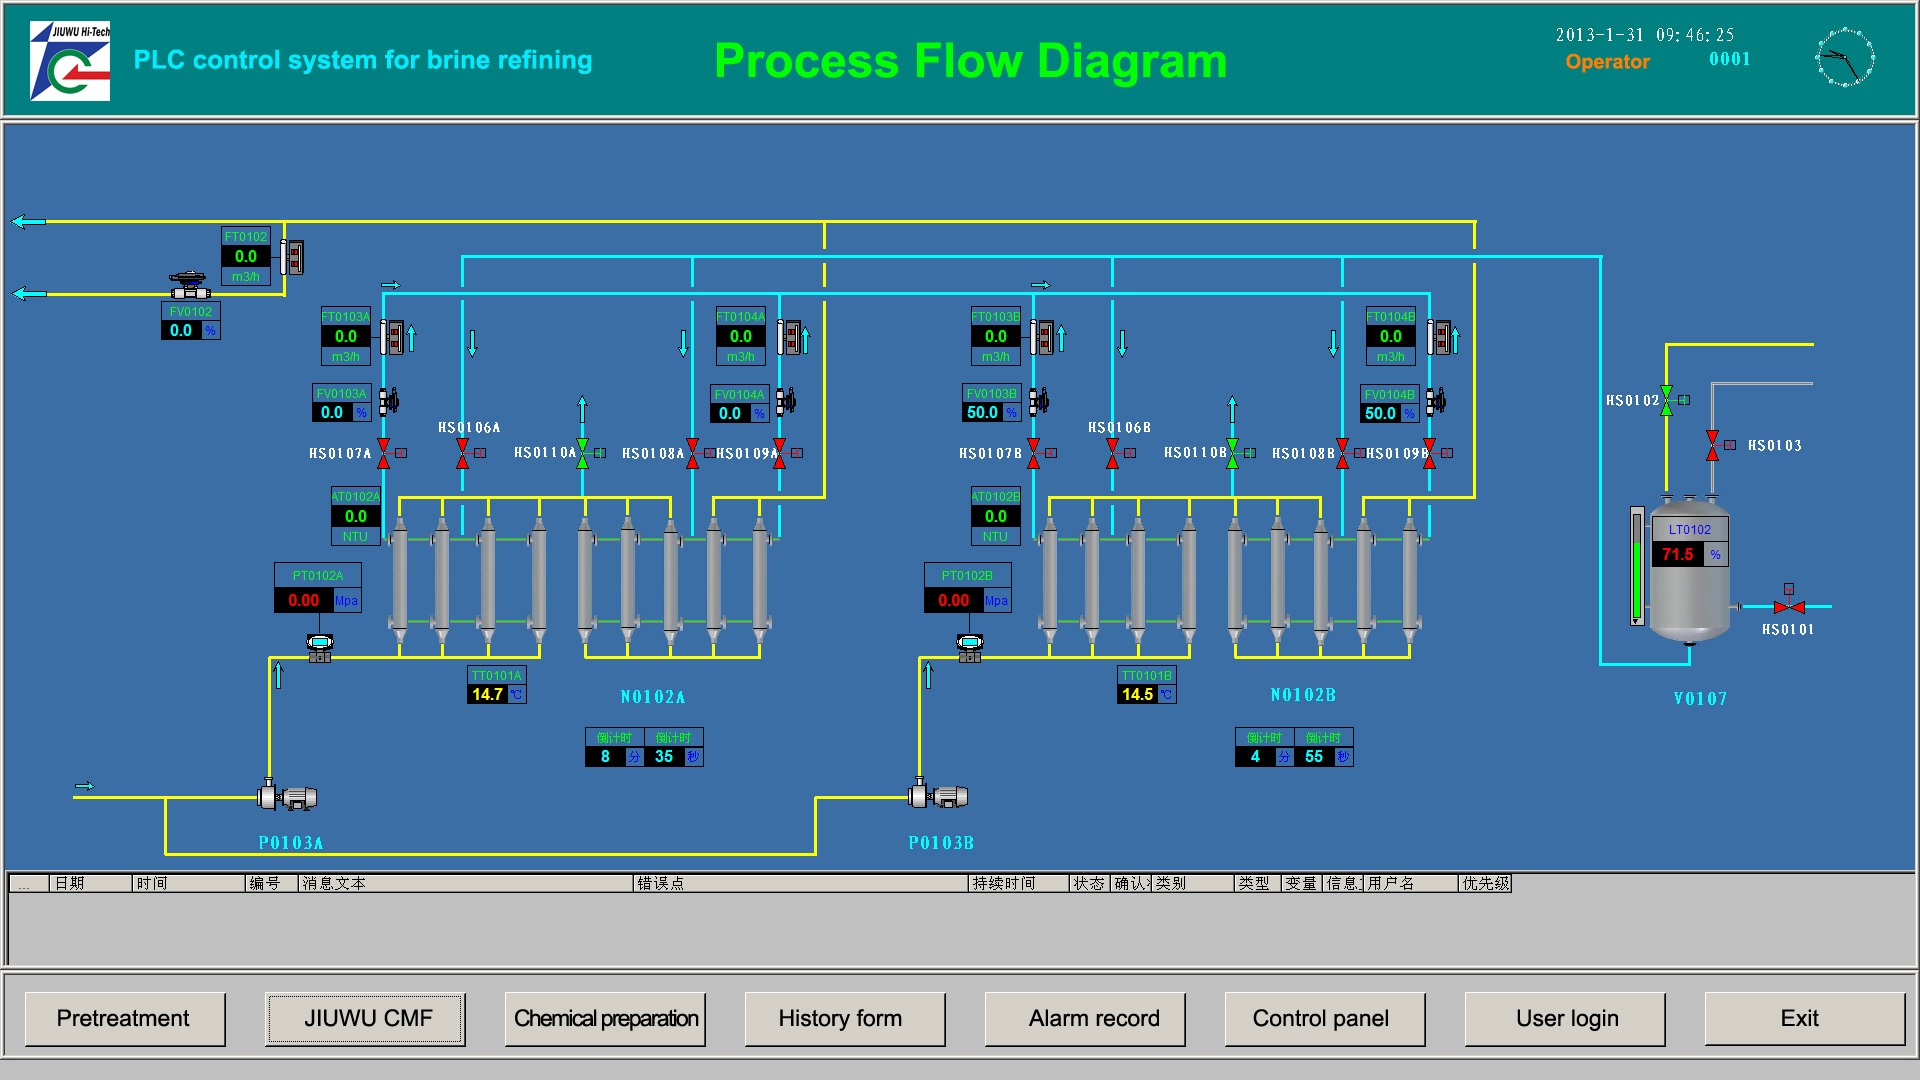 JIUWU Hi-Tech
PLC control system for brine refining
Process Flow Diagram
2013-1-31 09:46:25
Operator 0001
FT0102
0.0
m3/h
FV0102
0.0 %
FT0103A
0.0
m3/h
FT0104A
0.0
m3/h
FT0103B
0.0
m3/h
FT0104B
0.0
m3/h
FV0103A
0.0 %
FV0104A
0.0 %
FV0103B
50.0 %
FV0104B
50.0 %
HS0102
HS0103
HS0106A
HS0107A
HS0110A
HS0108A
HS0109A
HS0106B
HS0107B
HS0110B
HS0108B
HS0109B
AT0102A
0.0
NTU
AT0102B
0.0
NTU
LT0102
71.5 %
PT0102A
0.00 Mpa
PT0102B
0.00 Mpa
HS0101
TT0101A
14.7 ℃
N0102A
TT0101B
14.5 ℃
N0102B
V0107
倒计时 倒计时
8 分 35 秒
倒计时 倒计时
4 分 55 秒
P0103A
P0103B
... 日期 时间 编号 消息文本 错误点 持续时间 状态 确认 类别 类型 变量 信息 用户名 优先级
Pretreatment JIUWU CMF Chemical preparation History form Alarm record Control panel User login Exit